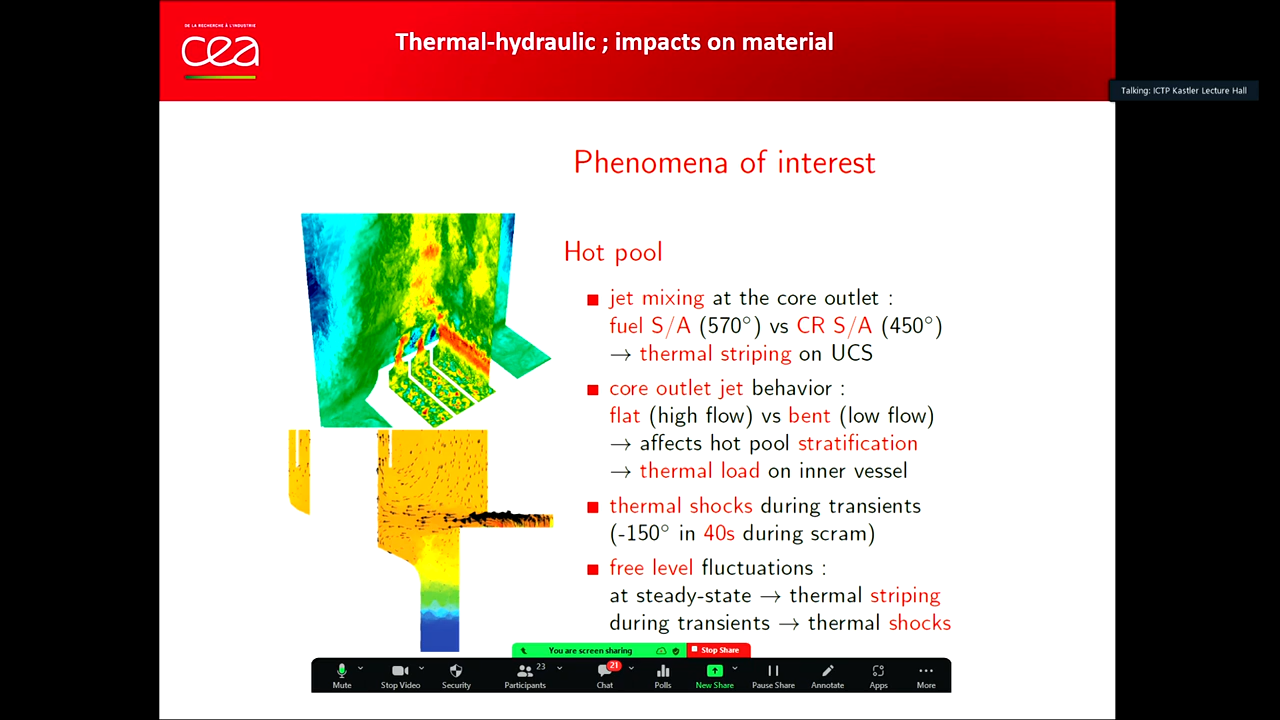 DE LA RECHERCHE À L'INDUSTRIE
cea
Thermal-hydraulic ; impacts on material
Talking: ICTP Kastler Lecture Hall
Phenomena of interest
Hot pool
jet mixing at the core outlet :
fuel S/A (570°) vs CR S/A (450°)
→ thermal striping on UCS
core outlet jet behavior :
flat (high flow) vs bent (low flow)
→ affects hot pool stratification
→ thermal load on inner vessel
thermal shocks during transients
(-150° in 40s during scram)
free level fluctuations :
at steady-state → thermal striping
during transients → thermal shocks
You are screen sharing
Stop Share
Mute
Stop Video
Security
Participants
23
Chat
21
Polls
New Share
Pause Share
Annotate
Apps
More